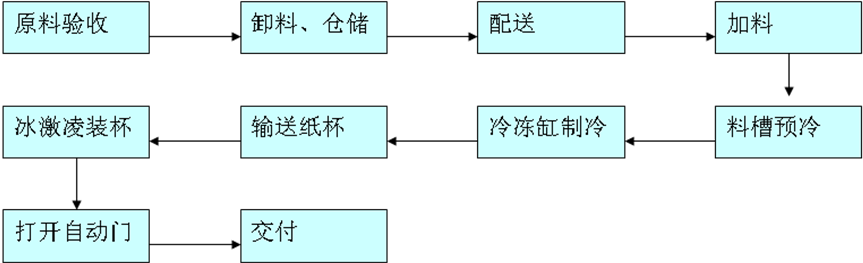 原料验收
卸料、仓储
配送
加料
料槽预冷
冷冻缸制冷
输送纸杯
冰激凌装杯
打开自动门
交付